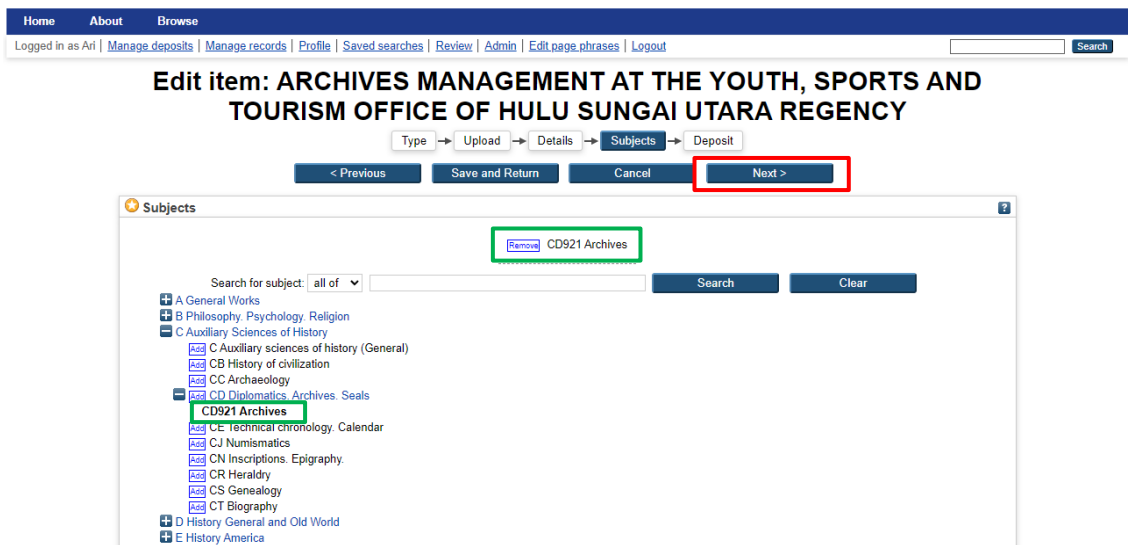 Home About Browse
Logged in as Ari | Manage deposits | Manage records | Profile | Saved searches | Review | Admin | Edit page phrases | Logout Search
Edit item: ARCHIVES MANAGEMENT AT THE YOUTH, SPORTS AND
TOURISM OFFICE OF HULU SUNGAI UTARA REGENCY
Type → Upload → Details → Subjects → Deposit
< Previous Save and Return Cancel Next >
Subjects ?
Remove CD921 Archives
Search for subject: all of Search Clear
A General Works
B Philosophy. Psychology. Religion
C Auxiliary Sciences of History
Add C Auxiliary sciences of history (General)
Add CB History of civilization
Add CC Archaeology
Add CD Diplomatics. Archives. Seals
CD921 Archives
Add CE Technical chronology. Calendar
Add CJ Numismatics
Add CN Inscriptions. Epigraphy.
Add CR Heraldry
Add CS Genealogy
Add CT Biography
D History General and Old World
E History America